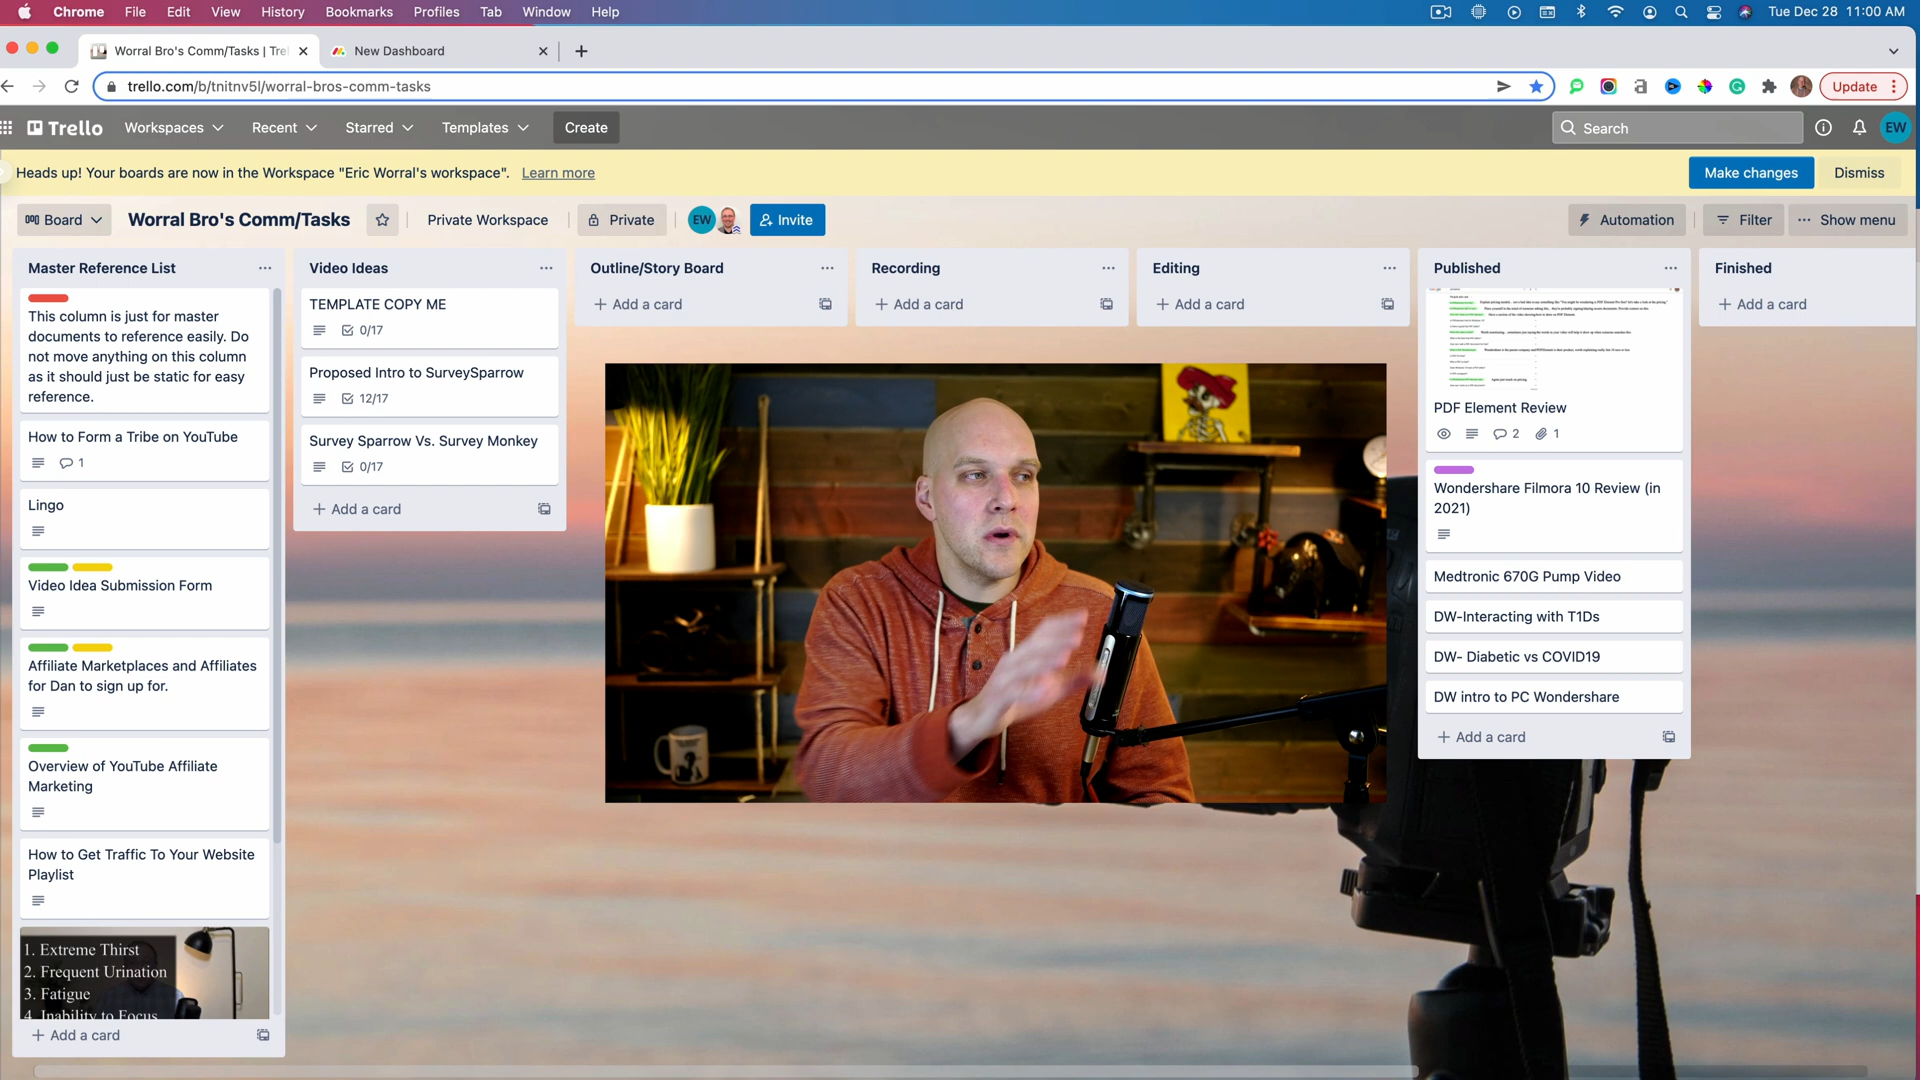 Chrome File Edit View History Bookmarks Profiles Tab Window Help
Tue Dec 28 11:00 AM
Worral Bro's Comm/Tasks | Tre
New Dashboard
trello.com/b/tnitnv5l/worral-bros-comm-tasks
Update
Trello
Workspaces
Recent
Starred
Templates
Create
Search
EW
Heads up! Your boards are now in the Workspace "Eric Worral's workspace". Learn more
Make changes
Dismiss
Board
Worral Bro's Comm/Tasks
Private Workspace
Private
EW
Invite
Automation
Filter
Show menu
Master Reference List
This column is just for master
documents to reference easily. Do
not move anything on this column
as it should just be static for easy
reference.
How to Form a Tribe on YouTube
1
Lingo
Video Idea Submission Form
Affiliate Marketplaces and Affiliates
for Dan to sign up for.
Overview of YouTube Affiliate
Marketing
How to Get Traffic To Your Website
Playlist
1. Extreme Thirst
2. Frequent Urination
3. Fatigue
4. Inability to Focus
+ Add a card
Video Ideas
TEMPLATE COPY ME
0/17
Proposed Intro to SurveySparrow
12/17
Survey Sparrow Vs. Survey Monkey
0/17
+ Add a card
Outline/Story Board
+ Add a card
Recording
+ Add a card
Editing
+ Add a card
Published
PDF Element Review
2 1
Wondershare Filmora 10 Review (in
2021)
Medtronic 670G Pump Video
DW-Interacting with T1Ds
DW- Diabetic vs COVID19
DW intro to PC Wondershare
+ Add a card
Finished
+ Add a card